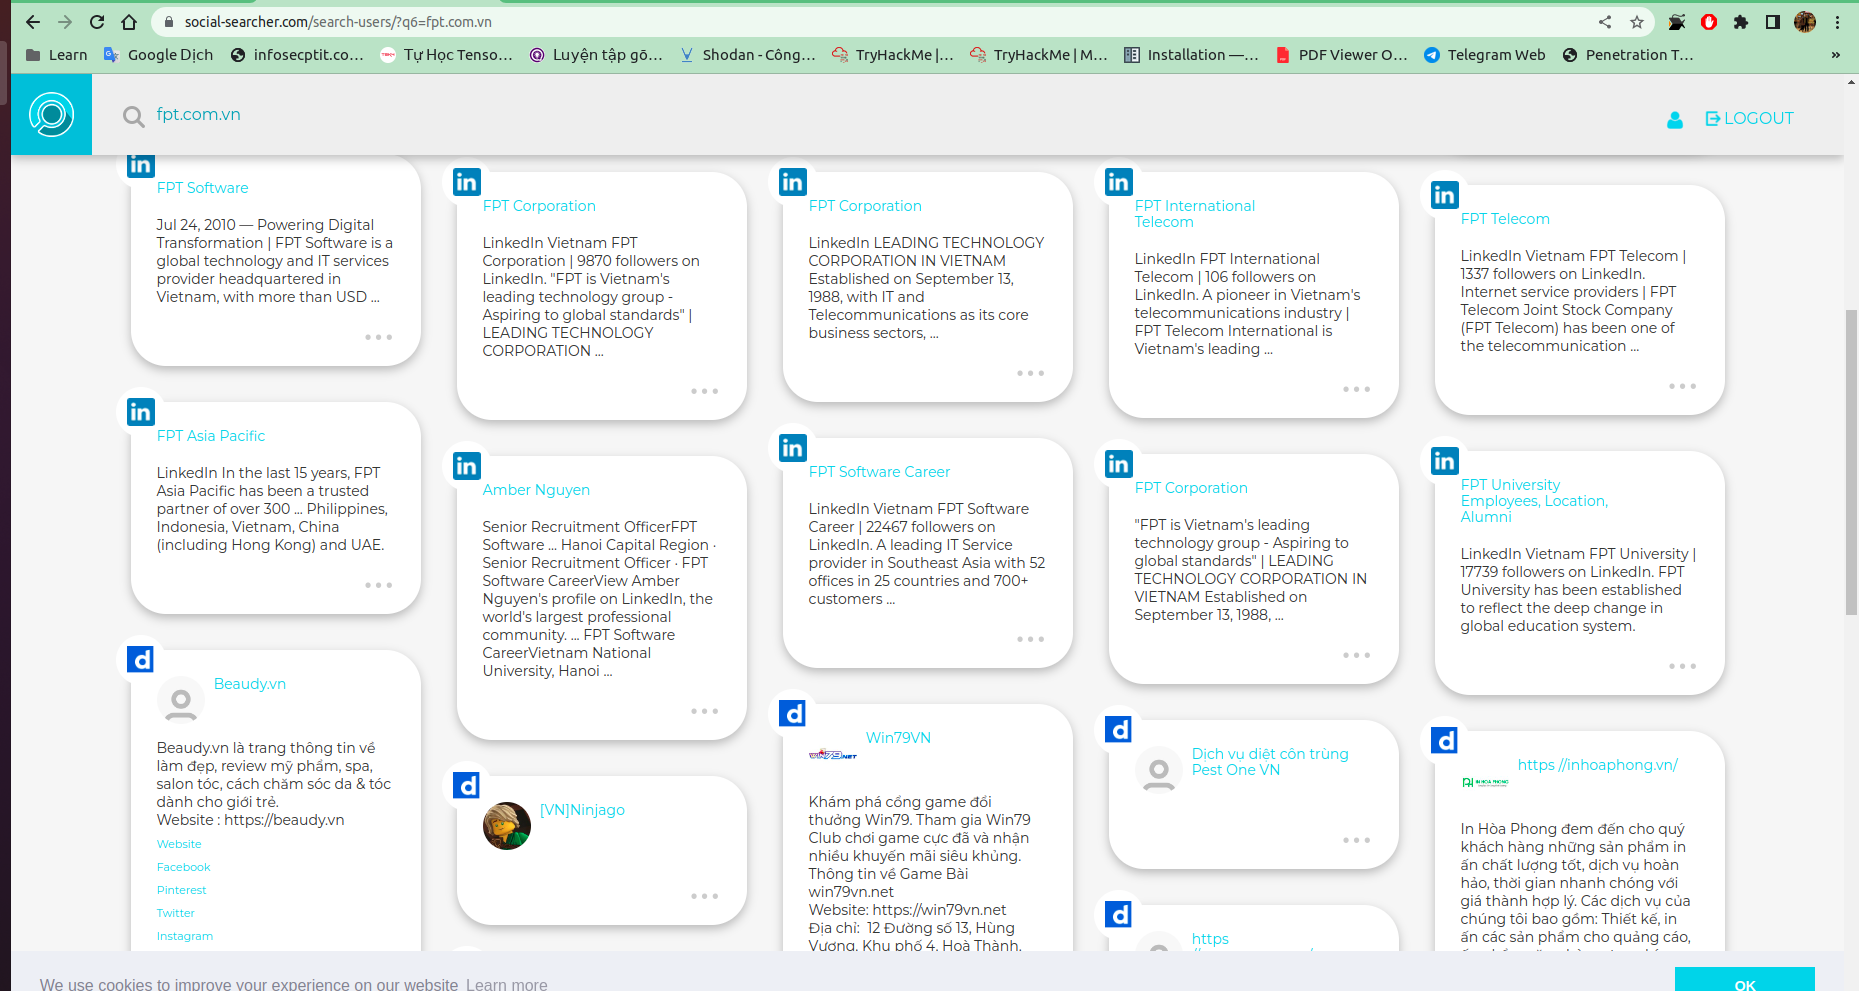 social-searcher.com/search-users/?q6=fpt.com.vn
Learn
Google Dịch
infosecptit.co...
Tự Học Tenso...
Luyện tập gõ...
Shodan - Công...
TryHackMe |...
TryHackMe | M...
Installation —...
PDF Viewer O...
Telegram Web
Penetration T...
»
fpt.com.vn
LOGOUT
FPT Software
Jul 24, 2010 — Powering Digital
Transformation | FPT Software is a
global technology and IT services
provider headquartered in
Vietnam, with more than USD ...
FPT Asia Pacific
LinkedIn In the last 15 years, FPT
Asia Pacific has been a trusted
partner of over 300 ... Philippines,
Indonesia, Vietnam, China
(including Hong Kong) and UAE.
Beaudy.vn
Beaudy.vn là trang thông tin về
làm đẹp, review mỹ phẩm, spa,
salon tóc, cách chăm sóc da & tóc
dành cho giới trẻ.
Website : https://beaudy.vn
Website
Facebook
PInterest
Twitter
Instagram
FPT Corporation
LinkedIn Vietnam FPT
Corporation | 9870 followers on
LinkedIn. "FPT is Vietnam's
leading technology group -
Aspiring to global standards" |
LEADING TECHNOLOGY
CORPORATION ...
Amber Nguyen
Senior Recruitment OfficerFPT
Software ... Hanoi Capital Region ·
Senior Recruitment Officer · FPT
Software CareerView Amber
Nguyen's profile on LinkedIn, the
world's largest professional
community. ... FPT Software
CareerVietnam National
University, Hanoi ...
[VN]Ninjago
FPT Corporation
LinkedIn LEADING TECHNOLOGY
CORPORATION IN VIETNAM
Established on September 13,
1988, with IT and
Telecommunications as its core
business sectors, ...
FPT Software Career
LinkedIn Vietnam FPT Software
Career | 22467 followers on
LinkedIn. A leading IT Service
provider in Southeast Asia with 52
offices in 25 countries and 700+
customers ...
WIN79.NET
Win79VN
Khám phá cổng game đổi
thưởng Win79. Tham gia Win79
Club chơi game cực đã và nhận
nhiều khuyến mãi siêu khủng.
Thông tin về Game Bài
win79vn.net
Website: https://win79vn.net
Địa chỉ: 12 Đường số 13, Hùng
Vương, Khu phố 4, Hoà Thành,
FPT International
Telecom
LinkedIn FPT International
Telecom | 106 followers on
LinkedIn. A pioneer in Vietnam's
telecommunications industry |
FPT Telecom International is
Vietnam's leading ...
FPT Corporation
"FPT is Vietnam's leading
technology group - Aspiring to
global standards" | LEADING
TECHNOLOGY CORPORATION IN
VIETNAM Established on
September 13, 1988, ...
Dịch vụ diệt côn trùng
Pest One VN
https
FPT Telecom
LinkedIn Vietnam FPT Telecom |
1337 followers on LinkedIn.
Internet service providers | FPT
Telecom Joint Stock Company
(FPT Telecom) has been one of
the telecommunication ...
FPT University
Employees, Location,
Alumni
LinkedIn Vietnam FPT University |
17739 followers on LinkedIn. FPT
University has been established
to reflect the deep change in
global education system.
IN HOA PHONG
https //inhoaphong.vn/
In Hòa Phong đem đến cho quý
khách hàng những sản phẩm in
ấn chất lượng tốt, dịch vụ hoàn
hảo, thời gian nhanh chóng với
giá thành hợp lý. Các dịch vụ của
chúng tôi bao gồm: Thiết kế, in
ấn các sản phẩm cho quảng cáo,
We use cookies to improve your experience on our website Learn more
OK